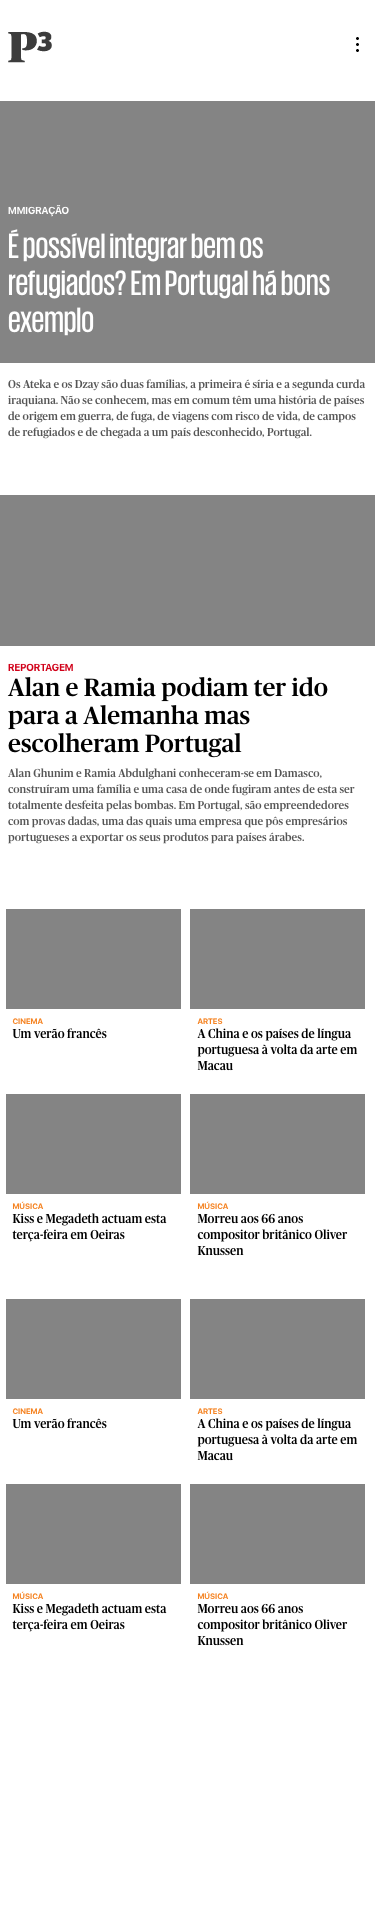 P3
MMIGRAÇÃO
É possível integrar bem os
refugiados? Em Portugal há bons
exemplo
Os Ateka e os Dzay são duas famílias, a primeira é síria e a segunda curda
iraquiana. Não se conhecem, mas em comum têm uma história de países
de origem em guerra, de fuga, de viagens com risco de vida, de campos
de refugiados e de chegada a um país desconhecido, Portugal.
REPORTAGEM
Alan e Ramia podiam ter ido
para a Alemanha mas
escolheram Portugal
Alan Ghunim e Ramia Abdulghani conheceram-se em Damasco,
construíram uma família e uma casa de onde fugiram antes de esta ser
totalmente desfeita pelas bombas. Em Portugal, são empreendedores
com provas dadas, uma das quais uma empresa que pôs empresários
portugueses a exportar os seus produtos para países árabes.
CINEMA
Um verão francês
ARTES
A China e os países de língua
portuguesa à volta da arte em
Macau
MÚSICA
Kiss e Megadeth actuam esta
terça-feira em Oeiras
MÚSICA
Morreu aos 66 anos
compositor britânico Oliver
Knussen
CINEMA
Um verão francês
ARTES
A China e os países de língua
portuguesa à volta da arte em
Macau
MÚSICA
Kiss e Megadeth actuam esta
terça-feira em Oeiras
MÚSICA
Morreu aos 66 anos
compositor britânico Oliver
Knussen